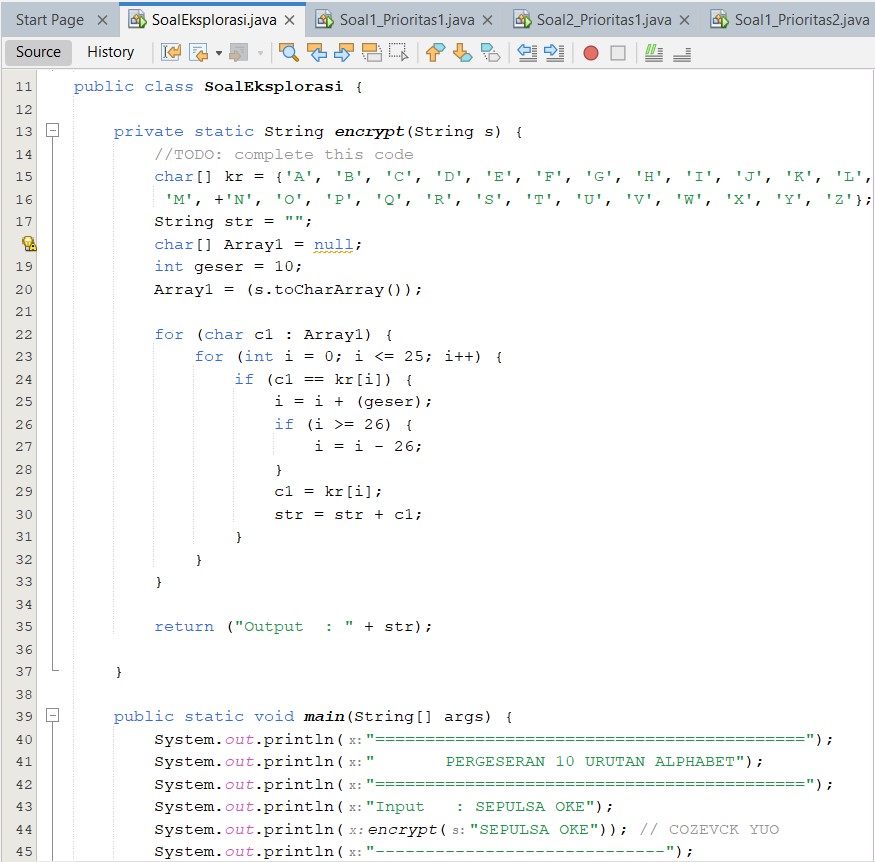 Start Page SoalEksplorasi.java Soal1_Prioritas1.java Soal2_Prioritas1.java Soal1_Prioritas2.java
Source History
11 public class SoalEksplorasi {
12
13 private static String encrypt(String s) {
14 //TODO: complete this code
15 char[] kr = {'A', 'B', 'C', 'D', 'E', 'F', 'G', 'H', 'I', 'J', 'K', 'L',
16 'M', +'N', 'O', 'P', 'Q', 'R', 'S', 'T', 'U', 'V', 'W', 'X', 'Y', 'Z'};
17 String str = "";
char[] Array1 = null;
19 int geser = 10;
20 Array1 = (s.toCharArray());
21
22 for (char c1 : Array1) {
23 for (int i = 0; i <= 25; i++) {
24 if (c1 == kr[i]) {
25 i = i + (geser);
26 if (i >= 26) {
27 i = i - 26;
28 }
29 c1 = kr[i];
30 str = str + c1;
31 }
32 }
33 }
34
35 return ("Output  : " + str);
36
37 }
38
39 public static void main(String[] args) {
40 System.out.println(x:"===========================================");
41 System.out.println(x:"       PERGESERAN 10 URUTAN ALPHABET");
42 System.out.println(x:"===========================================");
43 System.out.println(x:"Input   : SEPULSA OKE");
44 System.out.println(x:encrypt(s:"SEPULSA OKE")); // COZEVCK YUO
45 System.out.println(x:"-----------------------------");